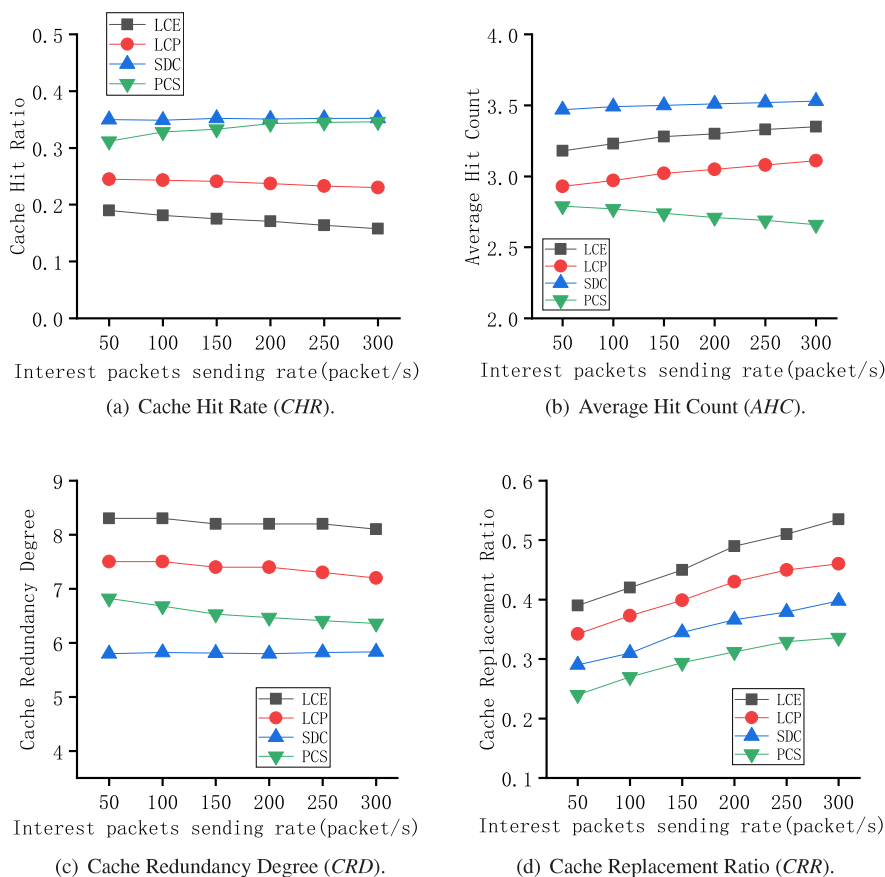 0.5
0.4
0.3
0.2
0.1
0.0
Cache Hit Ratio
LCE
LCP
SDC
PCS
50 100 150 200 250 300
Interest packets sending rate(packet/s)
(a) Cache Hit Rate (CHR).
4.0
3.5
3.0
2.5
2.0
Average Hit Count
LCE
LCP
SDC
PCS
50 100 150 200 250 300
Interest packets sending rate(packet/s)
(b) Average Hit Count (AHC).
9
8
7
6
5
4
Cache Redundancy Degree
LCE
LCP
SDC
PCS
50 100 150 200 250 300
Interest packets sending rate(packet/s)
(c) Cache Redundancy Degree (CRD).
0.6
0.5
0.4
0.3
0.2
0.1
Cache Replacement Ratio
LCE
LCP
SDC
PCS
50 100 150 200 250 300
Interest packets sending rate(packet/s)
(d) Cache Replacement Ratio (CRR).